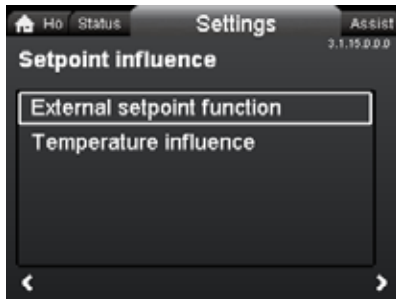 Ho Status Settings Assist
3.1.15.0.0.0
Setpoint influence
External setpoint function
Temperature influence